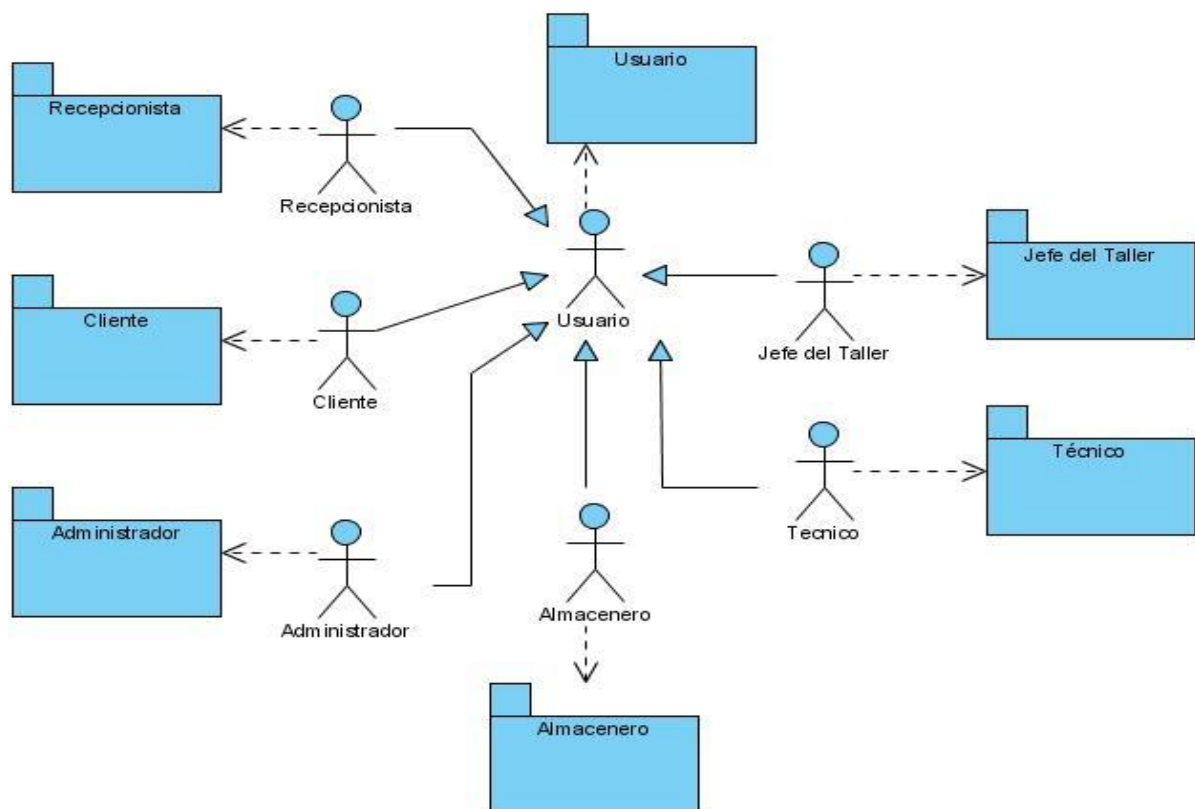 Usuario
Recepcionista
Recepcionista
Jefe del Taller
Usuario
Cliente
Jefe del Taller
Cliente
Técnico
Administrador
Tecnico
Almacenero
Administrador
Almacenero